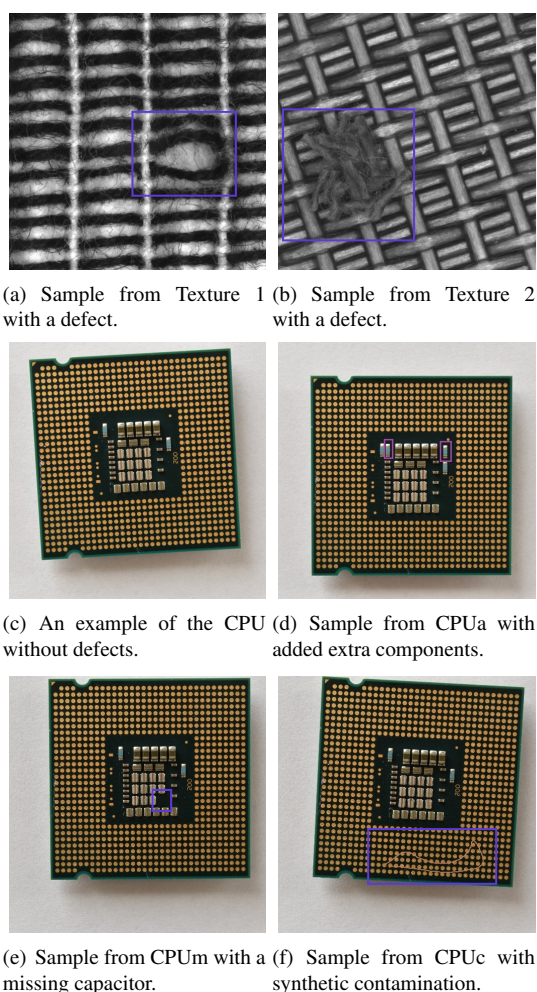 (a) Sample from Texture 1 with a defect.
(b) Sample from Texture 2 with a defect.
(c) An example of the CPU without defects.
(d) Sample from CPUa with added extra components.
(e) Sample from CPUm with a missing capacitor.
(f) Sample from CPUc with synthetic contamination.